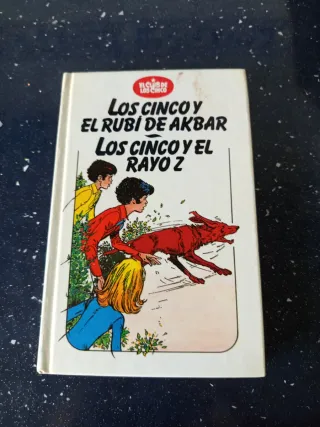 EL CLUB DE
LOS CINCO
LOS CINCO Y
EL RUBÍ DE AKBAR
LOS CINCO Y EL
RAYO Z